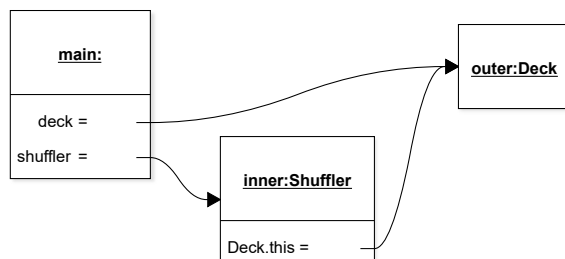 main:
deck =
shuffler =
outer:Deck
inner:Shuffler
Deck.this =